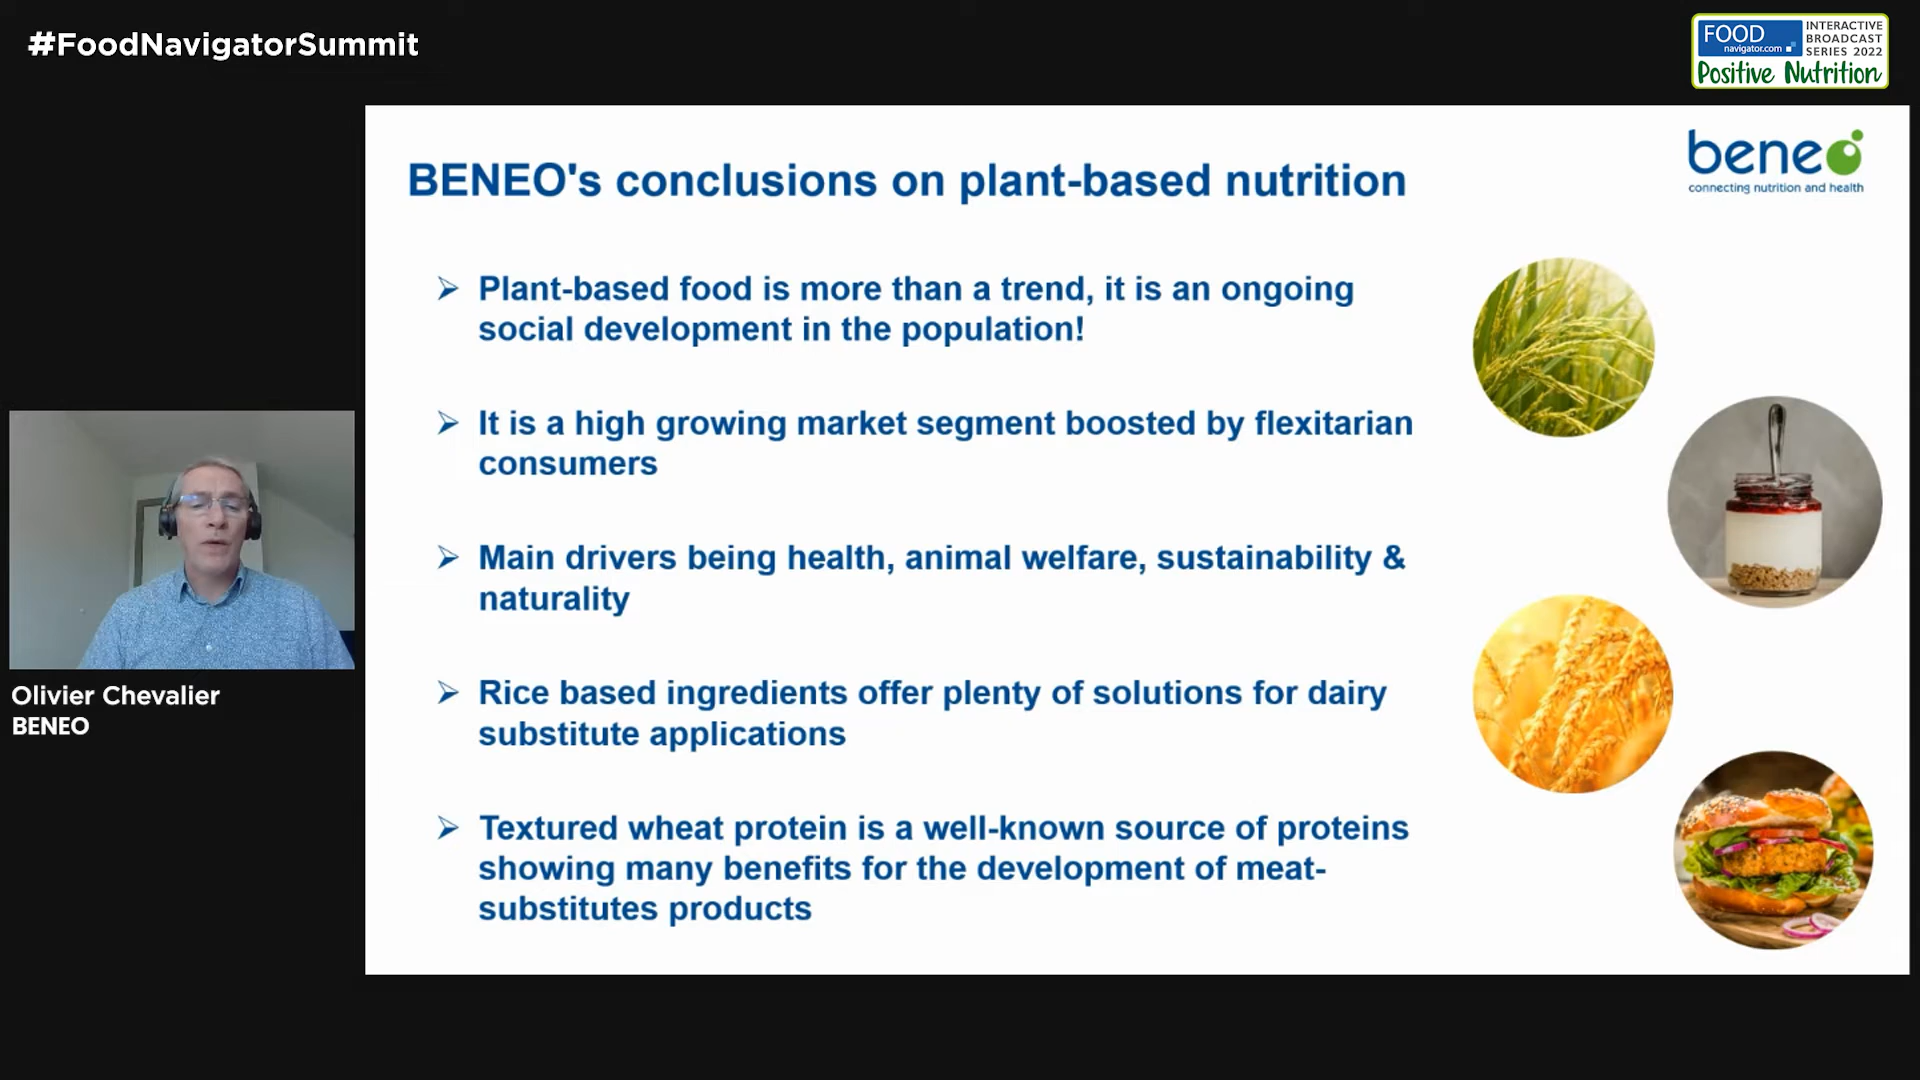 #FoodNavigatorSummit
FOOD
navigator.com
INTERACTIVE
BROADCAST
SERIES 2022
Positive Nutrition
beneo
connecting nutrition and health
BENEO's conclusions on plant-based nutrition
Plant-based food is more than a trend, it is an ongoing
social development in the population!
It is a high growing market segment boosted by flexitarian
consumers
Main drivers being health, animal welfare, sustainability &
naturality
Rice based ingredients offer plenty of solutions for dairy
substitute applications
Textured wheat protein is a well-known source of proteins
showing many benefits for the development of meat-
substitutes products
Olivier Chevalier
BENEO